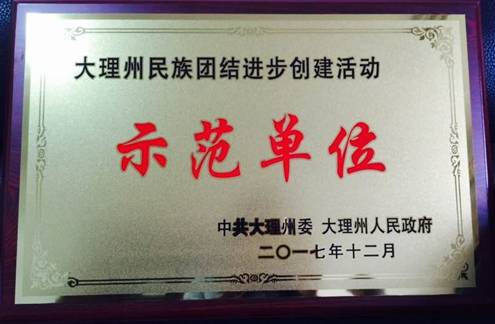 大理州民族团结进步创建活动
示范单位
中共大理州委 大理州人民政府
二〇一七年十二月